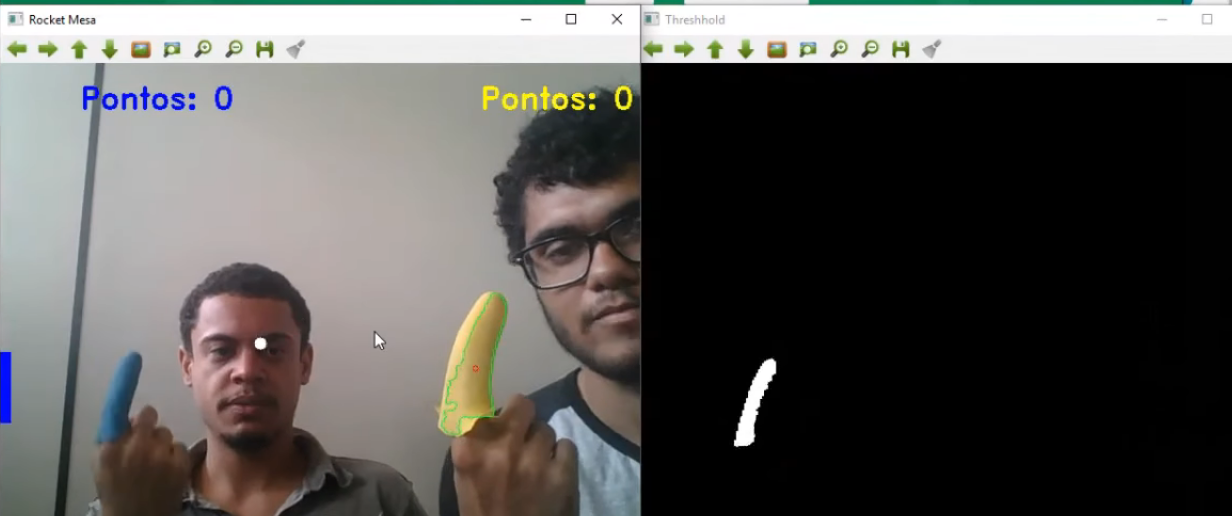 Rocket Mesa
Threshhold
Pontos: 0
Pontos: 0